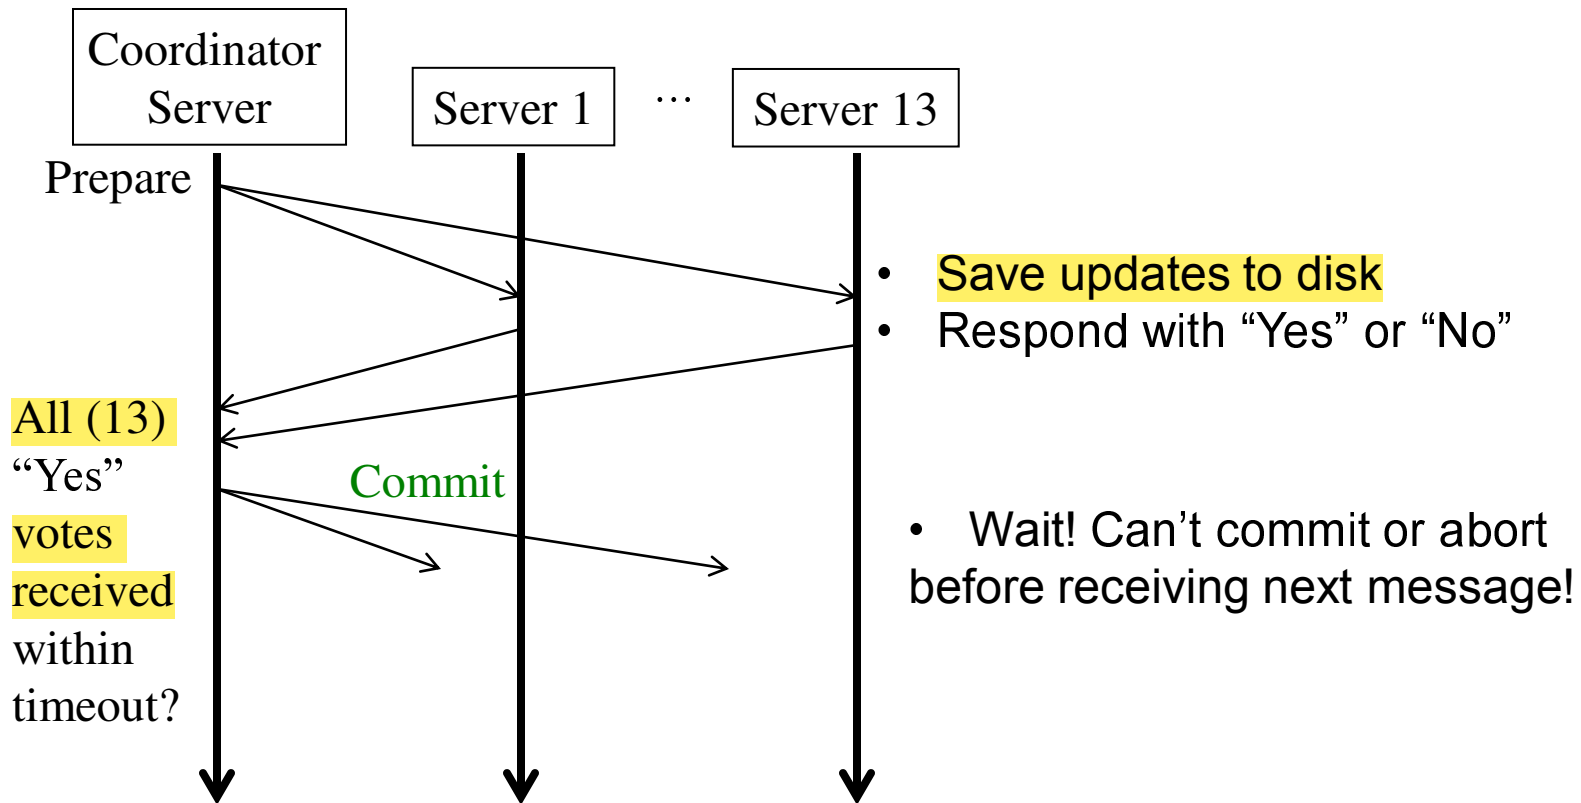 Coordinator
Server
Server 1
…
Server 13
Prepare
• Save updates to disk
• Respond with “Yes” or “No”
All (13)
“Yes”
votes
received
within
timeout?
Commit
• Wait! Can’t commit or abort
before receiving next message!